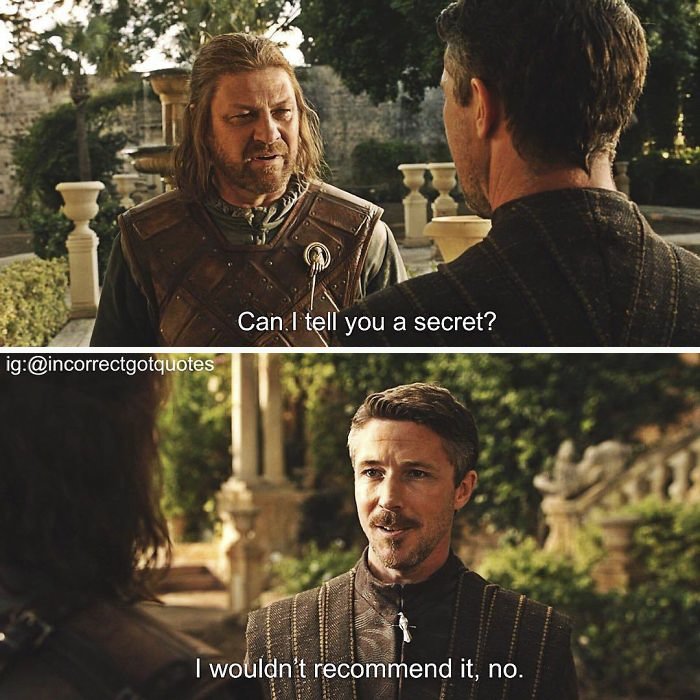 Can I tell you a secret?
ig:@incorrectgotquotes
I wouldn't recommend it, no.